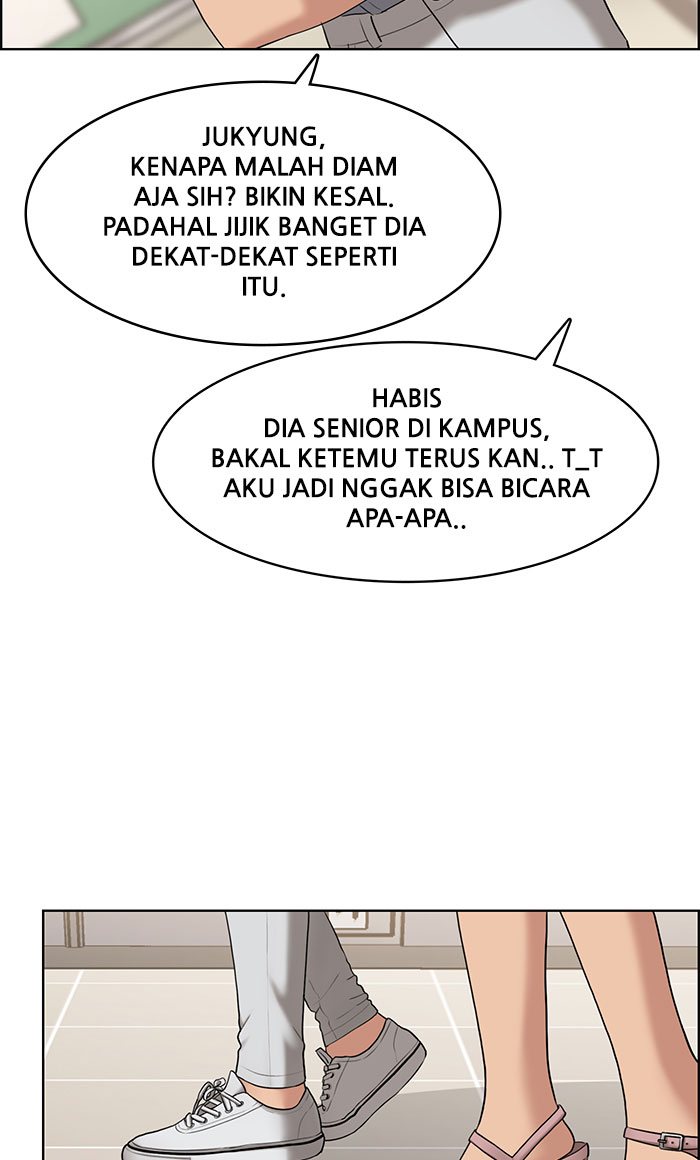 JUKYUNG,
KENAPA MALAH DIAM
AJA SIH? BIKIN KESAL.
PADAHAL JIJIK BANGET DIA
DEKAT-DEKAT SEPERTI
ITU.
HABIS
DIA SENIOR DI KAMPUS,
BAKAL KETEMU TERUS KAN.. T_T
AKU JADI NGGAK BISA BICARA
APA-APA..